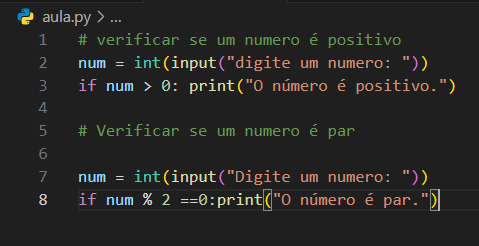 aula.py > ...
1 # verificar se um numero é positivo
2 num = int(input("digite um numero: "))
3 if num > 0: print("O número é positivo.")
4
5 # Verificar se um numero é par
6
7 num = int(input("Digite um numero: "))
8 if num % 2 ==0:print("O número é par.")